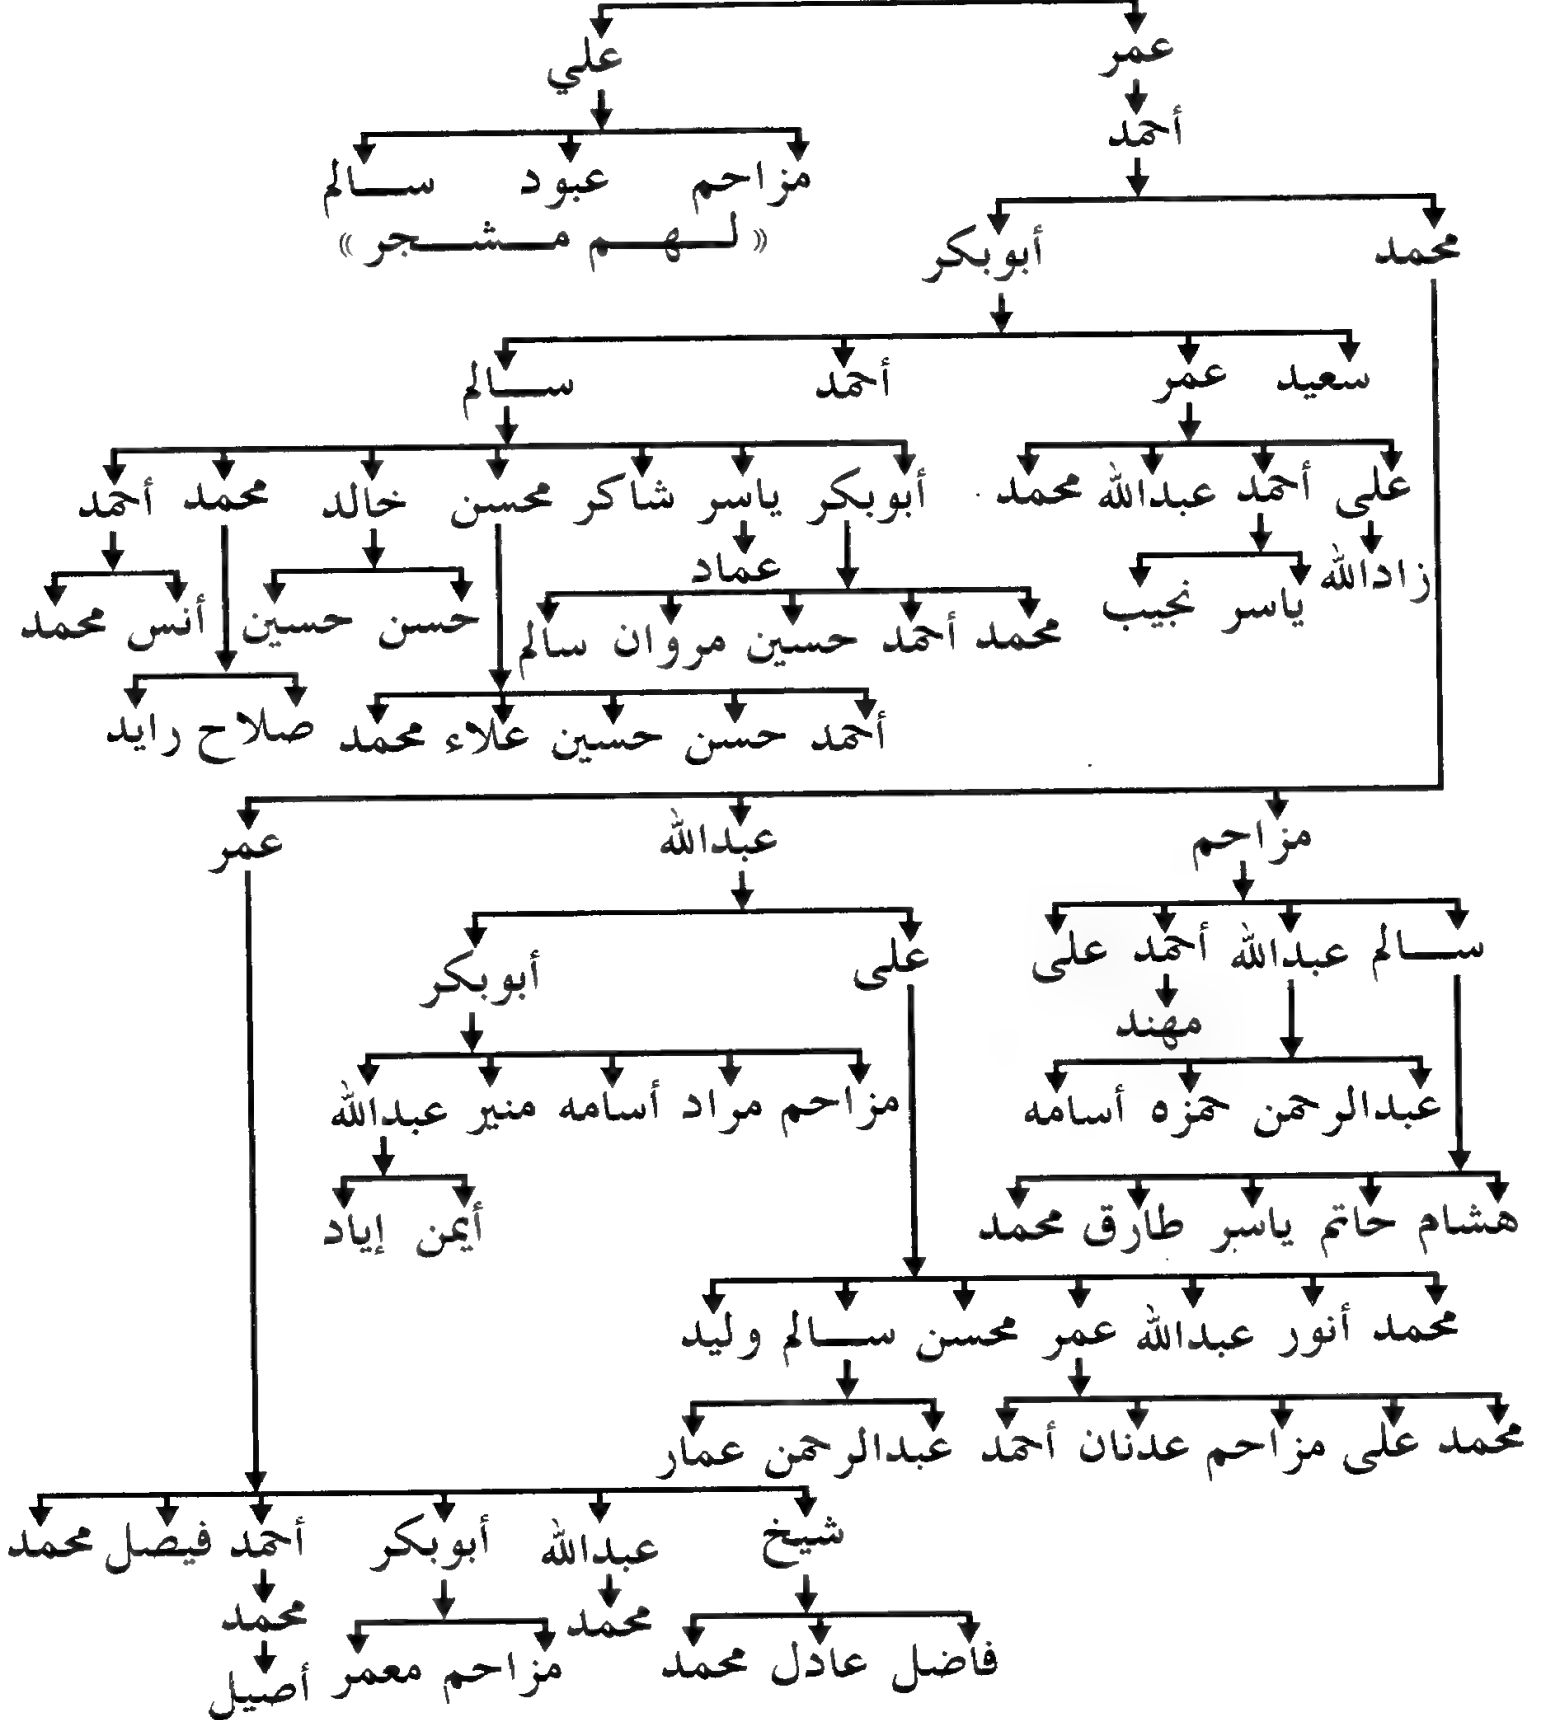 عمر علي
أحمد
مزاحم عبود سالم
« لهم مشجر »
محمد أبوبكر
سعيد عمر أحمد سالم
على أحمد عبدالله محمد أبوبكر ياسر شاكر محسن خالد محمد أحمد
زادالله ياسر نجيب عماد
محمد أحمد حسين مروان سالم حسن حسين أنس محمد
أحمد حسن حسين علاء محمد صلاح رايد
مزاحم عبدالله عمر
سالم عبدالله أحمد على على أبوبكر
مهند
عبدالرحمن حمزه أسامه مزاحم مراد أسامه منير عبدالله
هشام حاتم ياسر طارق محمد أيمن إياد
محمد أنور عبدالله عمر محسن سالم وليد
محمد على مزاحم عدنان أحمد عبدالرحمن عمار
شيخ عبدالله أبوبكر أحمد فيصل محمد
محمد محمد
فاضل عادل محمد مزاحم معمر أصيل